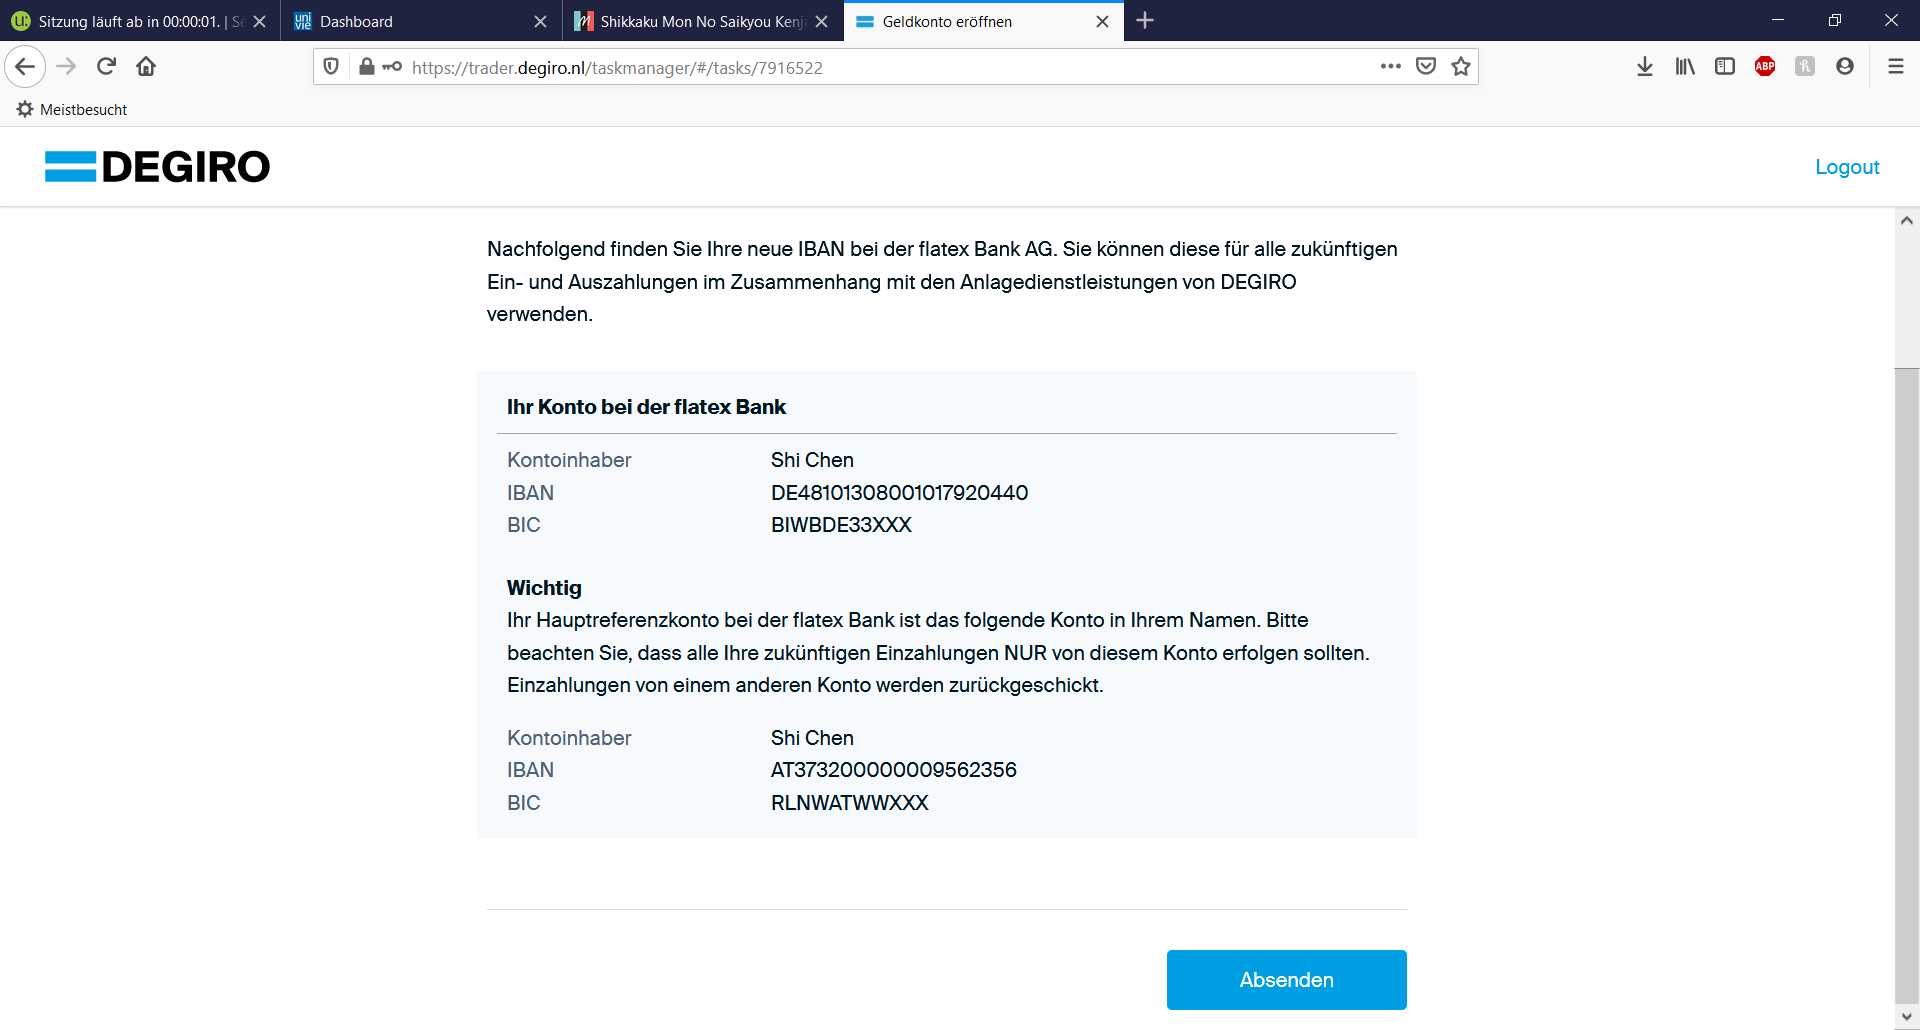 Sitzung läuft ab in 00:00:01. | Se
Dashboard
Shikkaku Mon No Saikyou Kenja
Geldkonto eröffnen
https://trader.degiro.nl/taskmanager/#/tasks/7916522
ABP
Meistbesucht
DEGIRO
Logout
Nachfolgend finden Sie Ihre neue IBAN bei der flatex Bank AG. Sie können diese für alle zukünftigen
Ein- und Auszahlungen im Zusammenhang mit den Anlagedienstleistungen von DEGIRO
verwenden.
Ihr Konto bei der flatex Bank
Kontoinhaber Shi Chen
IBAN DE48101308001017920440
BIC BIWBDE33XXX
Wichtig
Ihr Hauptreferenzkonto bei der flatex Bank ist das folgende Konto in Ihrem Namen. Bitte
beachten Sie, dass alle Ihre zukünftigen Einzahlungen NUR von diesem Konto erfolgen sollten.
Einzahlungen von einem anderen Konto werden zurückgeschickt.
Kontoinhaber Shi Chen
IBAN AT373200000009562356
BIC RLNWATWWXXX
Absenden